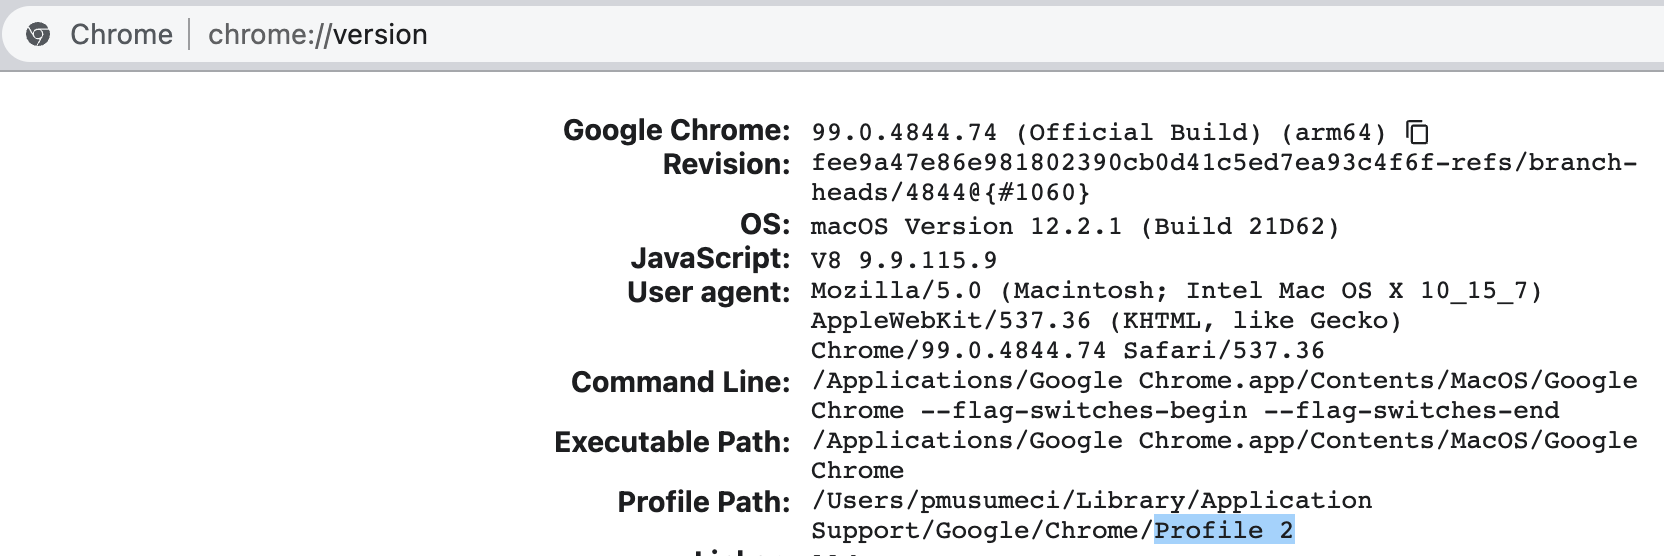 Chrome | chrome://version
Google Chrome: 99.0.4844.74 (Official Build) (arm64)
Revision: fee9a47e86e981802390cb0d41c5ed7ea93c4f6f-refs/branch-
heads/4844@{#1060}
OS: macOS Version 12.2.1 (Build 21D62)
JavaScript: V8 9.9.115.9
User agent: Mozilla/5.0 (Macintosh; Intel Mac OS X 10_15_7)
AppleWebKit/537.36 (KHTML, like Gecko)
Chrome/99.0.4844.74 Safari/537.36
Command Line: /Applications/Google Chrome.app/Contents/MacOS/Google
Chrome --flag-switches-begin --flag-switches-end
Executable Path: /Applications/Google Chrome.app/Contents/MacOS/Google
Chrome
Profile Path: /Users/pmusumeci/Library/Application
Support/Google/Chrome/Profile 2